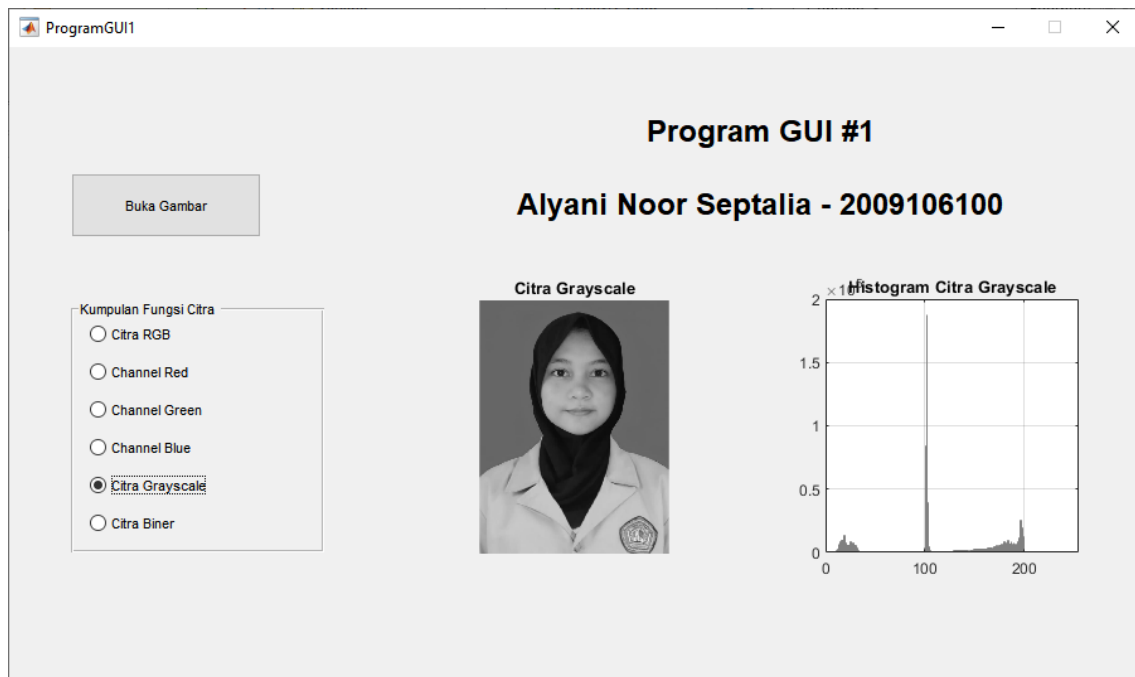 ProgramGUI1
Program GUI #1
Buka Gambar
Alyani Noor Septalia - 2009106100
Kumpulan Fungsi Citra
Citra RGB
Channel Red
Channel Green
Channel Blue
Citra Grayscale
Citra Biner
Citra Grayscale
Histogram Citra Grayscale
×10
2
1.5
1
0.5
0
0
100
200